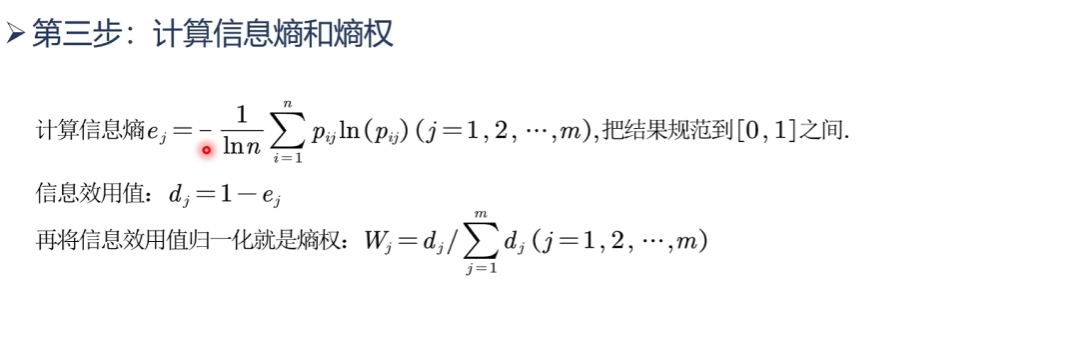 ➢第三步：计算信息熵和熵权
计算信息熵e_j = -\frac{1}{\ln n}\sum_{i=1}^{n} p_{ij}\ln(p_{ij})(j=1,2,⋯,m),把结果规范到[0,1]之间.
信息效用值：d_j=1-e_j
再将信息效用值归一化就是熵权：W_j=d_j/\sum_{j=1}^{m} d_j(j=1,2,⋯,m)